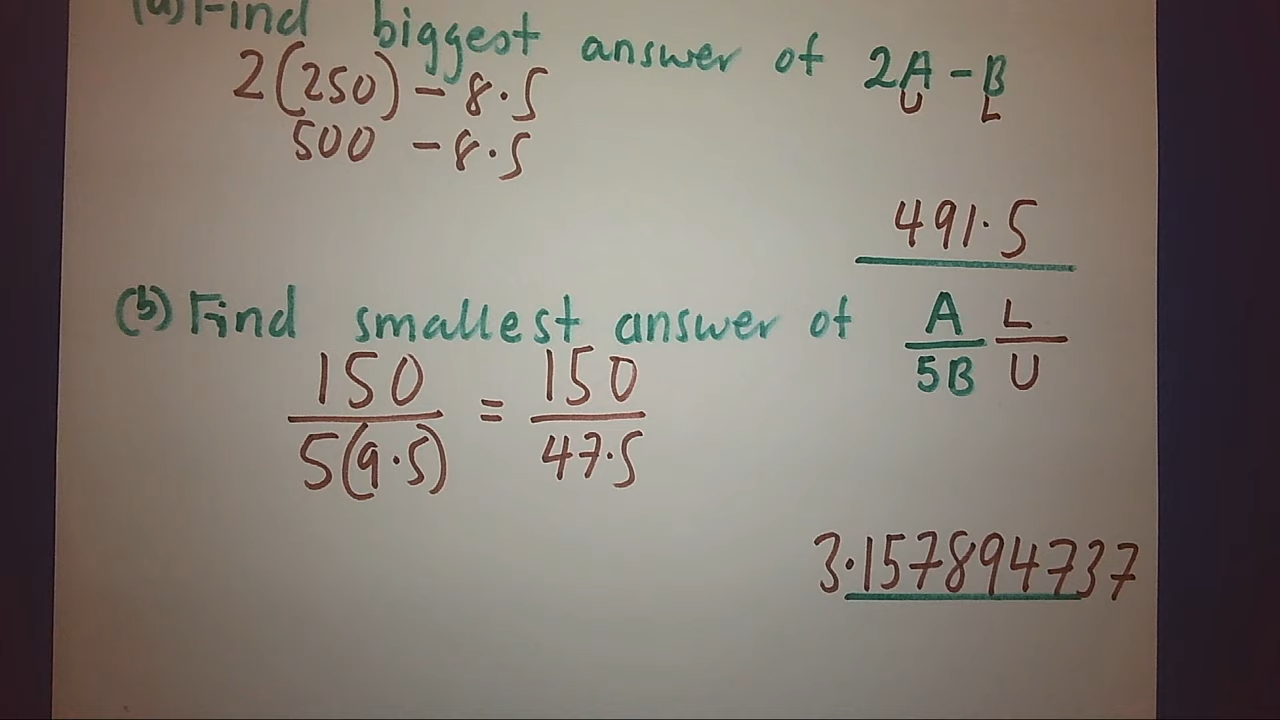 (a) Find biggest answer of 2A - B
U L
2(250) - 8.5
500 - 8.5
491.5
(b) Find smallest answer of A/5B L/U
150/5(9.5) = 150/47.5
3.157894737